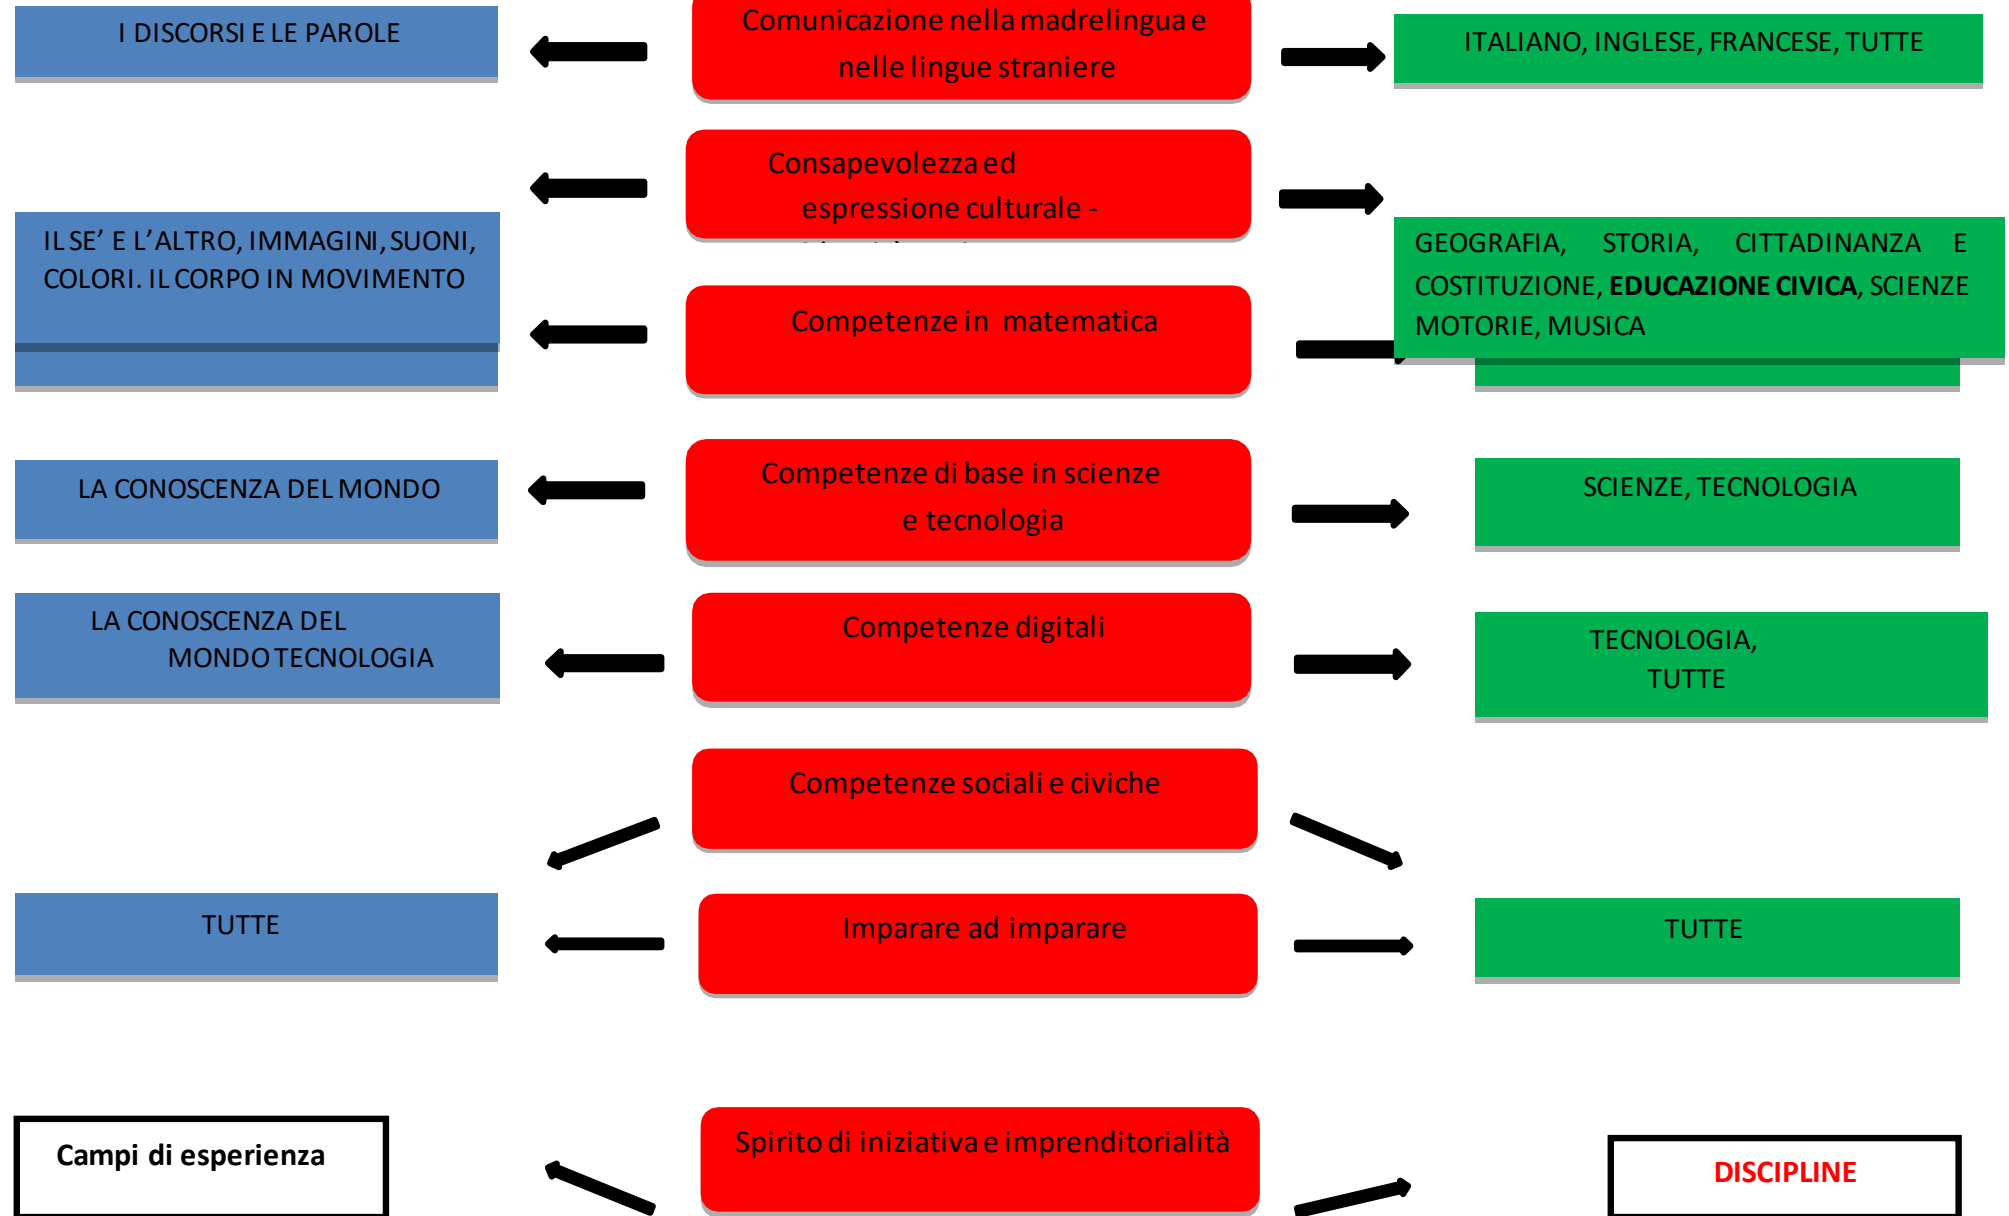 I DISCORSI E LE PAROLE
Comunicazione nella madrelingua e
nelle lingue straniere
ITALIANO, INGLESE, FRANCESE, TUTTE
Consapevolezza ed
espressione culturale -
IL SE’ E L’ALTRO, IMMAGINI, SUONI,
COLORI. IL CORPO IN MOVIMENTO
GEOGRAFIA, STORIA, CITTADINANZA E
COSTITUZIONE, EDUCAZIONE CIVICA, SCIENZE
MOTORIE, MUSICA
Competenze in matematica
LA CONOSCENZA DEL MONDO
Competenze di base in scienze
e tecnologia
SCIENZE, TECNOLOGIA
LA CONOSCENZA DEL
MONDO TECNOLOGIA
Competenze digitali
TECNOLOGIA,
TUTTE
Competenze sociali e civiche
TUTTE
Imparare ad imparare
TUTTE
Campi di esperienza
Spirito di iniziativa e imprenditorialità
DISCIPLINE